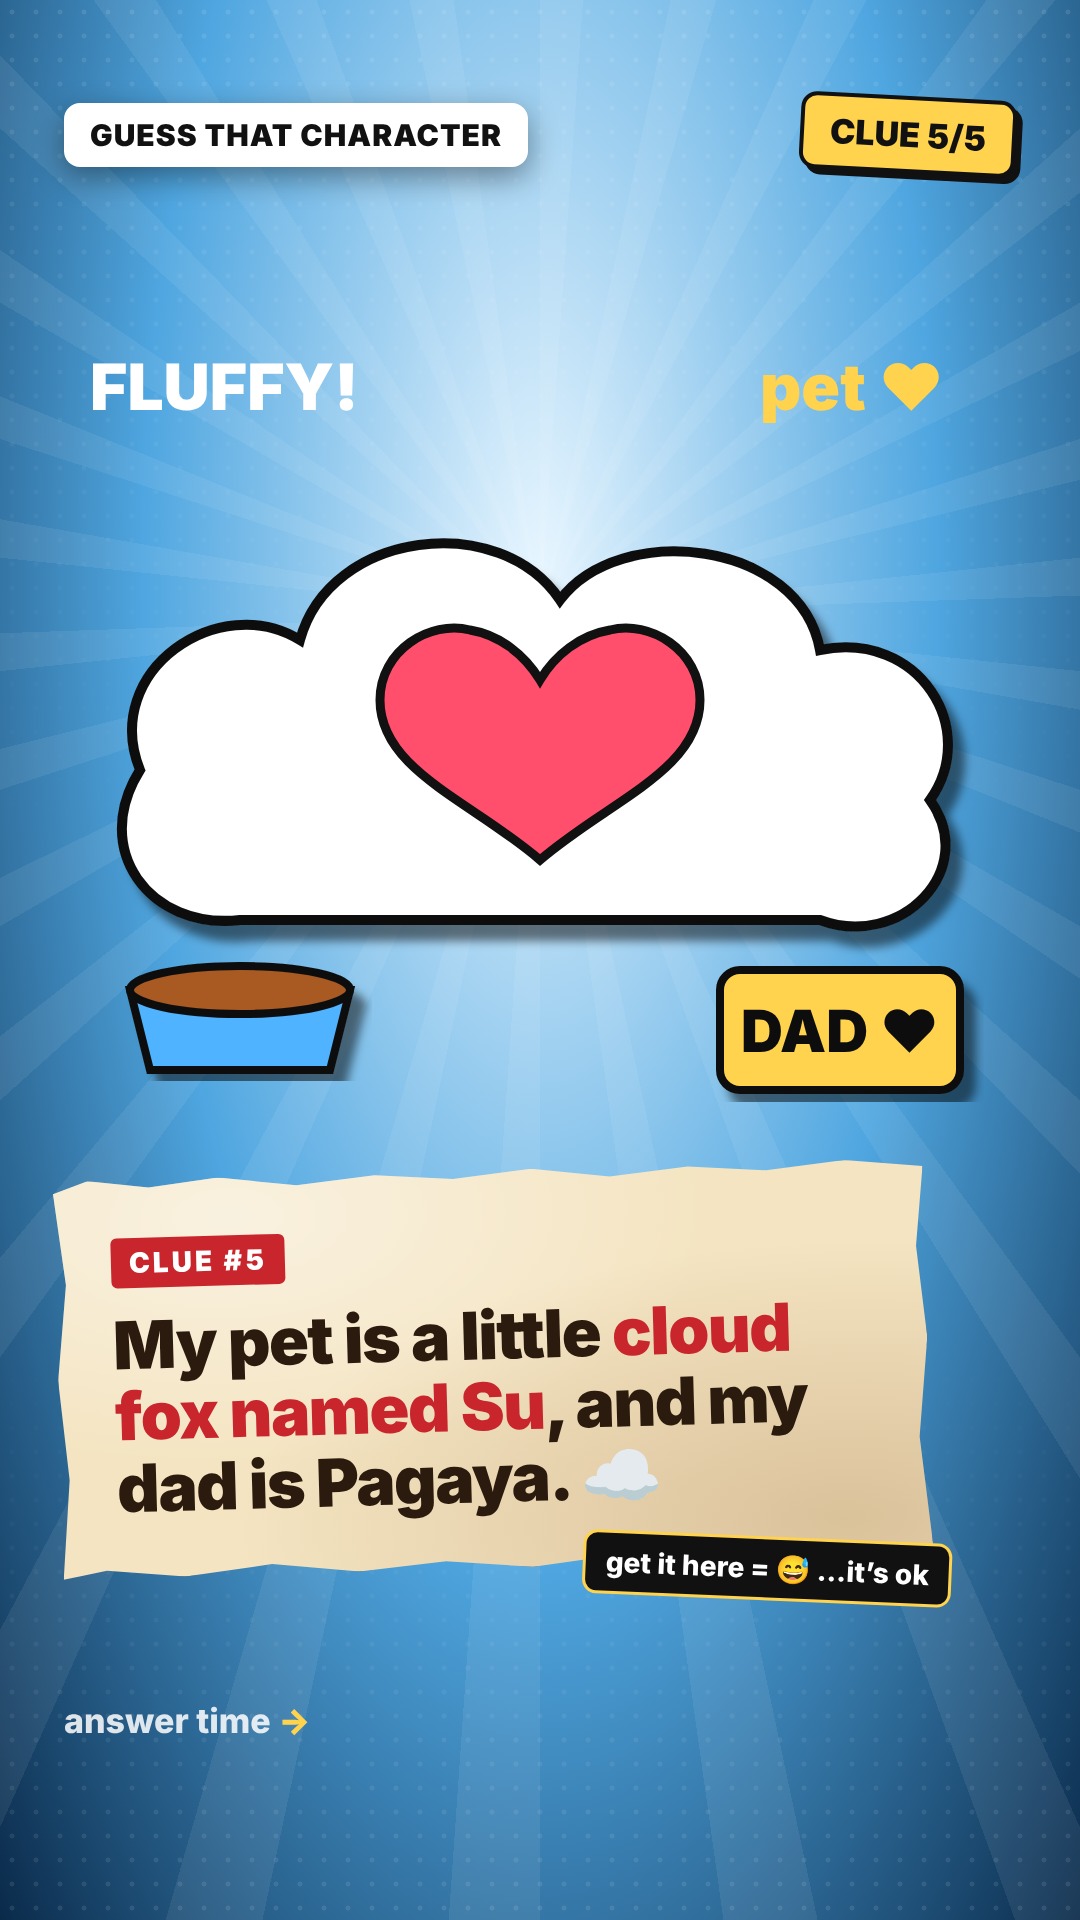 GUESS THAT CHARACTER
CLUE 5/5
FLUFFY!
pet ♥
DAD ♥
CLUE #5
My pet is a little cloud
fox named Su, and my
dad is Pagaya. ☁️
get it here = 😅 ...it's ok
answer time →